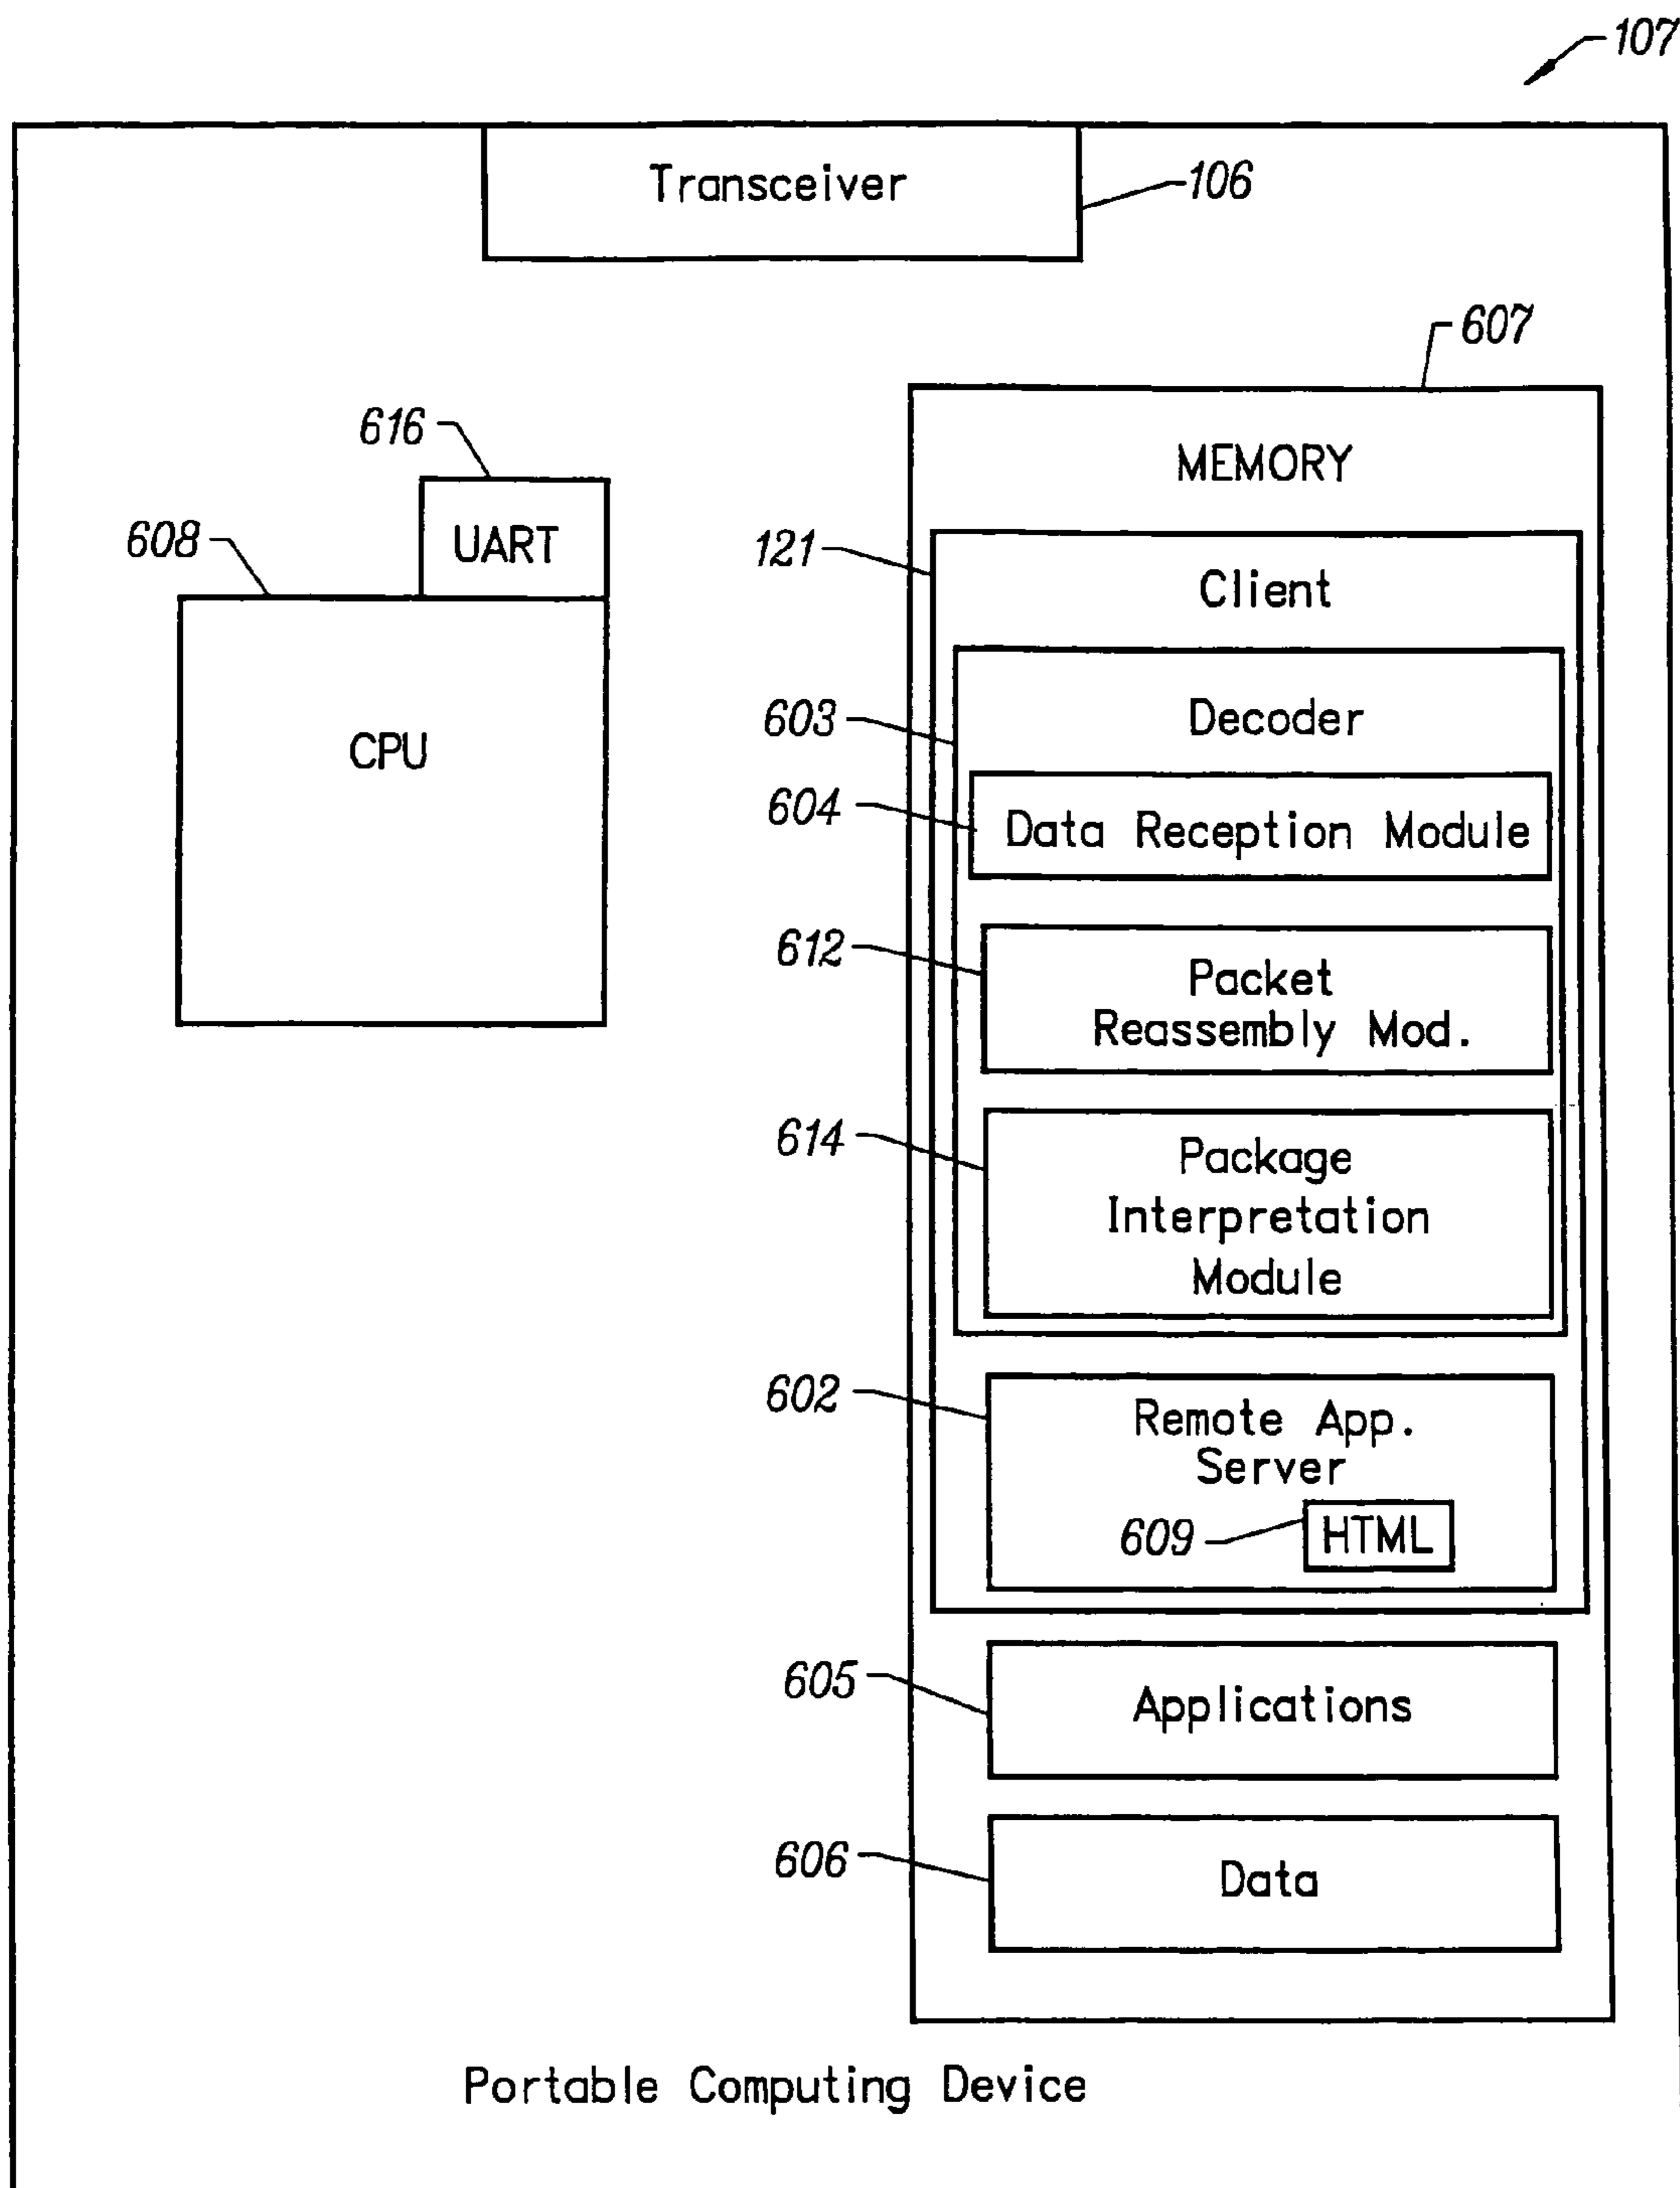 107
Transceiver
106
607
MEMORY
616
UART
608
CPU
121
Client
603
Decoder
604
Data Reception Module
612
Packet
Reassembly Mod.
614
Package
Interpretation
Module
602
Remote App.
Server
609
HTML
605
Applications
606
Data
Portable Computing Device